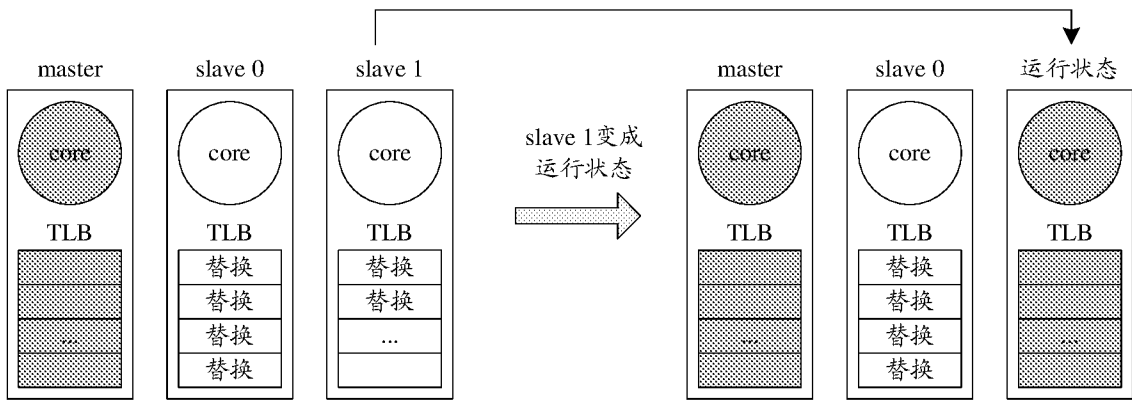 master
slave 0
slave 1
core
core
core
TLB
TLB
TLB
...
替换
替换
替换
替换
替换
替换
...
slave 1变成
运行状态
master
slave 0
运行状态
core
core
core
TLB
TLB
TLB
...
替换
替换
替换
替换
...